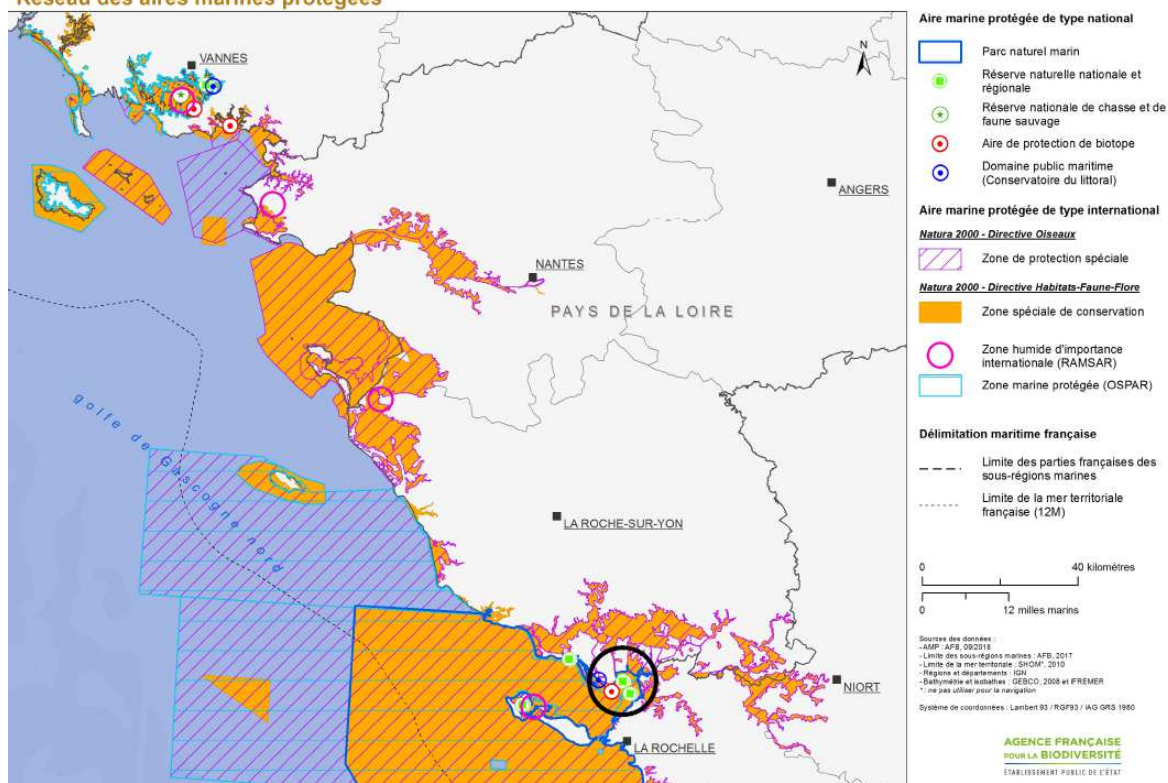 Réseau des aires marines protégées
VANNES
ANGERS
NANTES
PAYS DE LA LOIRE
golfe de Gascogne nord
LA ROCHE-SUR-YON
NIORT
LA ROCHELLE
N
Aire marine protégée de type national
Parc naturel marin
Réserve naturelle nationale et
régionale
Réserve nationale de chasse et de
faune sauvage
Aire de protection de biotope
Domaine public maritime
(Conservatoire du littoral)
Aire marine protégée de type international
Natura 2000 - Directive Oiseaux
Zone de protection spéciale
Natura 2000 - Directive Habitats-Faune-Flore
Zone spéciale de conservation
Zone humide d'importance
internationale (RAMSAR)
Zone marine protégée (OSPAR)
Délimitation maritime française
Limite des parties françaises des
sous-régions marines
Limite de la mer territoriale
française (12M)
0 40 kilomètres
0 12 milles marins
Sources des données :
- AMP : AFB, 09/2018
- Limite des sous-régions marines : AFB, 2017
- Limite de la mer territoriale : SHOM*, 2010
- Régions et départements : IGN
- Bathymétrie et isobathes : GEBCO, 2008 et IFREMER
* : ne pas utiliser pour la navigation
Système de coordonnées : Lambert 93 / RGF93 / IAG GRS 1980
AGENCE FRANÇAISE
POUR LA BIODIVERSITÉ
ÉTABLISSEMENT PUBLIC DE L'ÉTAT